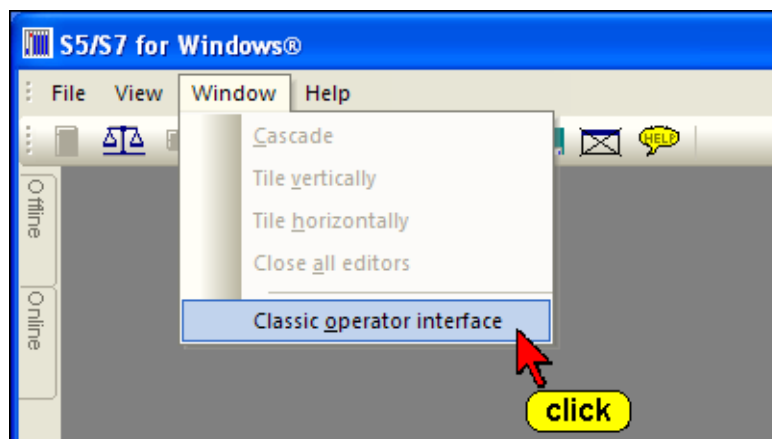 S5/S7 for Windows®
File View Window Help
Cascade
HELP
Tile vertically
Offline
Tile horizontally
Close all editors
Online
Classic operator interface
click